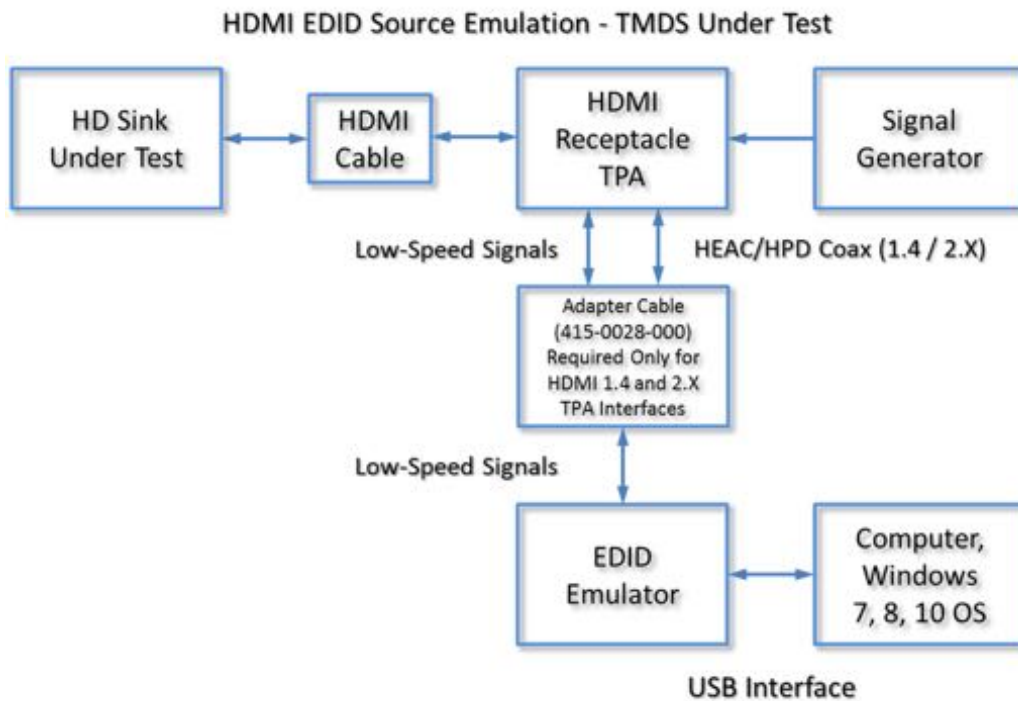 HDMI EDID Source Emulation - TMDS Under Test
HD Sink
Under Test
HDMI
Cable
HDMI
Receptacle
TPA
Signal
Generator
Low-Speed Signals
HEAC/HPD Coax (1.4 / 2.X)
Adapter Cable
(415-0028-000)
Required Only for
HDMI 1.4 and 2.X
TPA Interfaces
Low-Speed Signals
EDID
Emulator
Computer,
Windows
7, 8, 10 OS
USB Interface